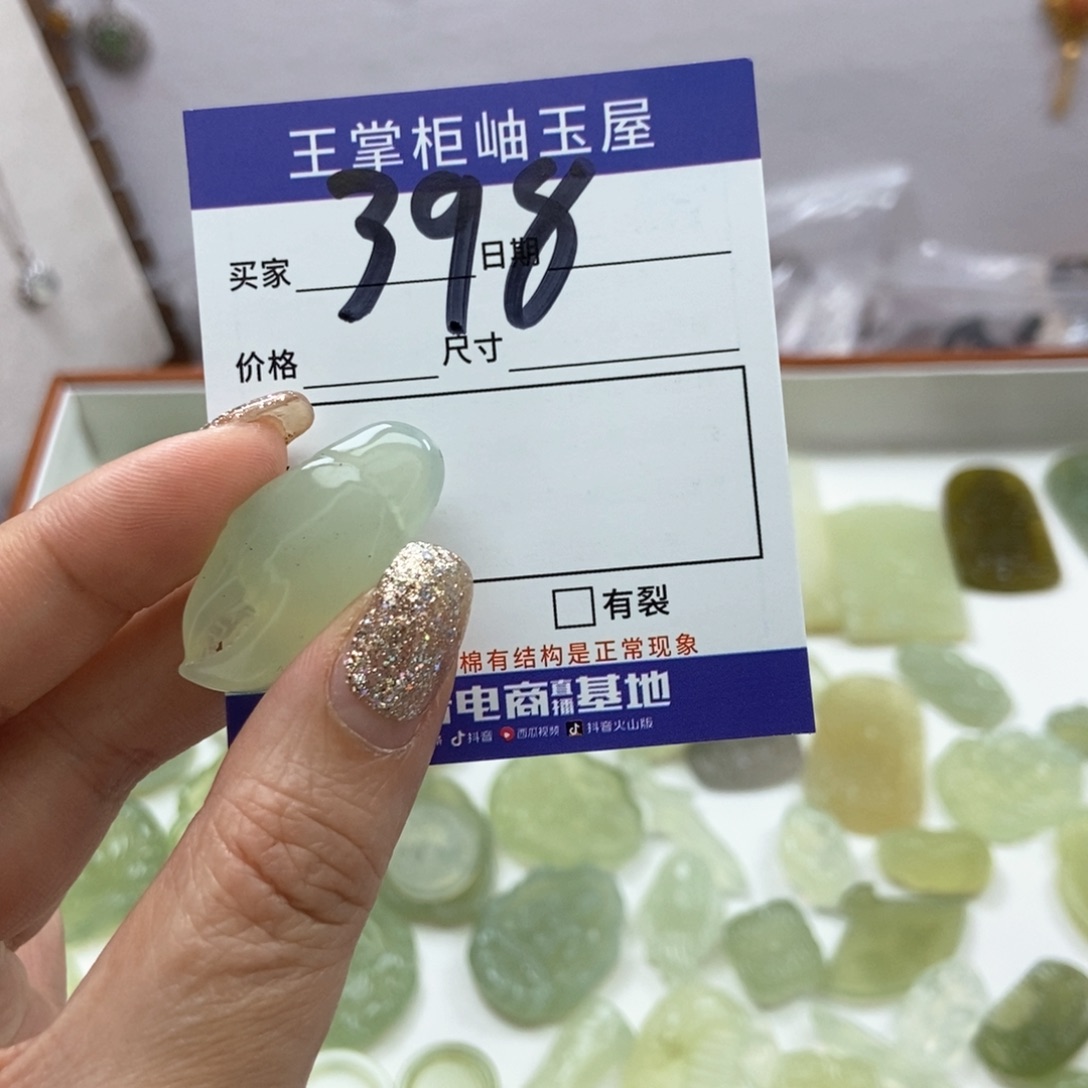 王掌柜岫玉屋
398
买家 日期
价格 尺寸
有裂
棉有结构是正常现象
电商直播基地
抖音 西瓜视频 抖音火山版